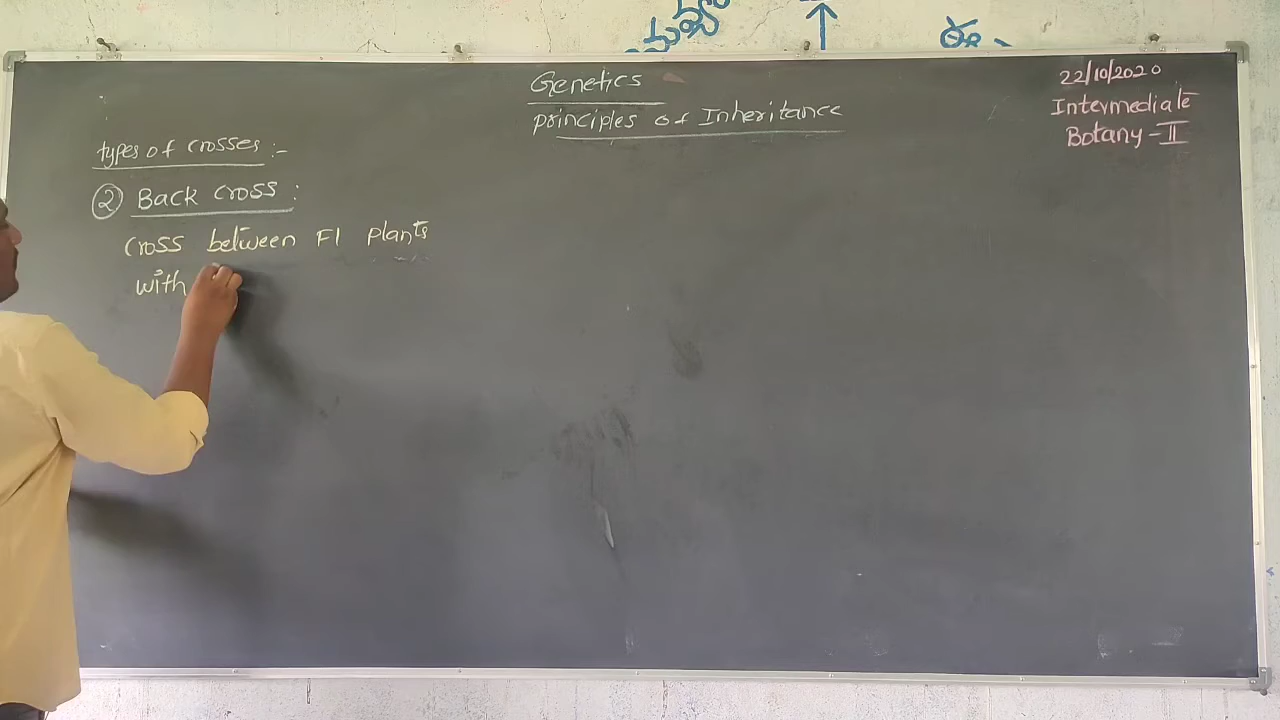 Genetics
principles of Inheritance
22/10/2020
Intermediate
Botany-II
types of crosses :-
② Back cross :
cross between F1 plants
with